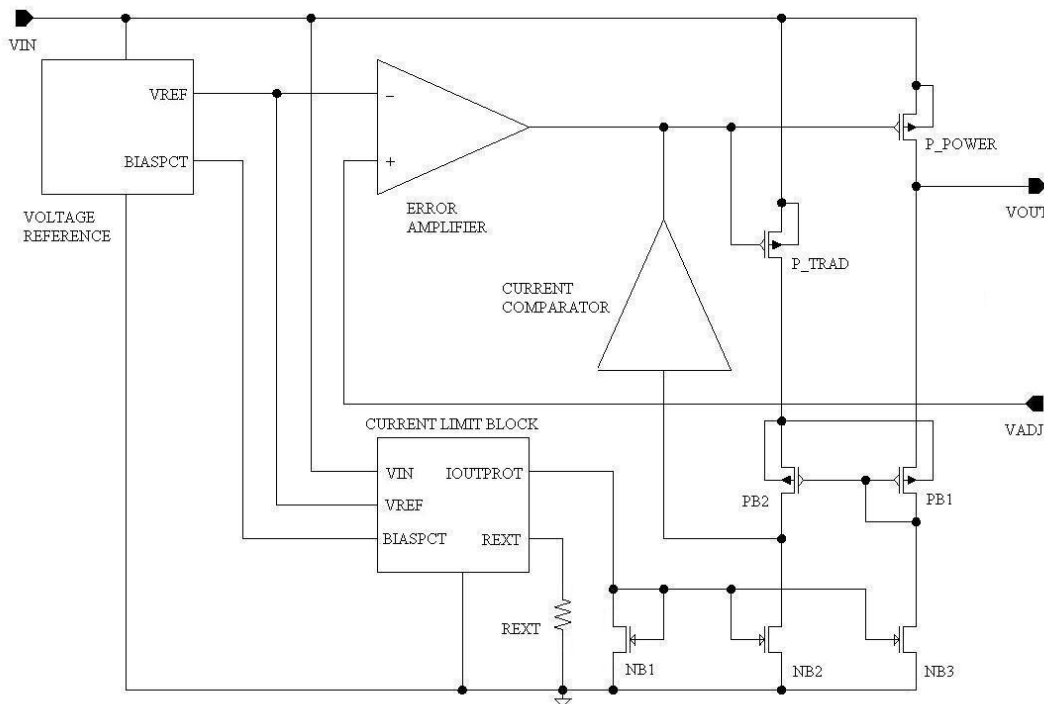 VIN
VREF
BIASPCT
VOLTAGE
REFERENCE
ERROR
AMPLIFIER
P_POWER
VOUT
P_TRAD
CURRENT
COMPARATOR
VADJ
CURRENT LIMIT BLOCK
VIN
IOUTPROT
VREF
BIASPCT
REXT
PB2
PB1
REXT
NB1
NB2
NB3